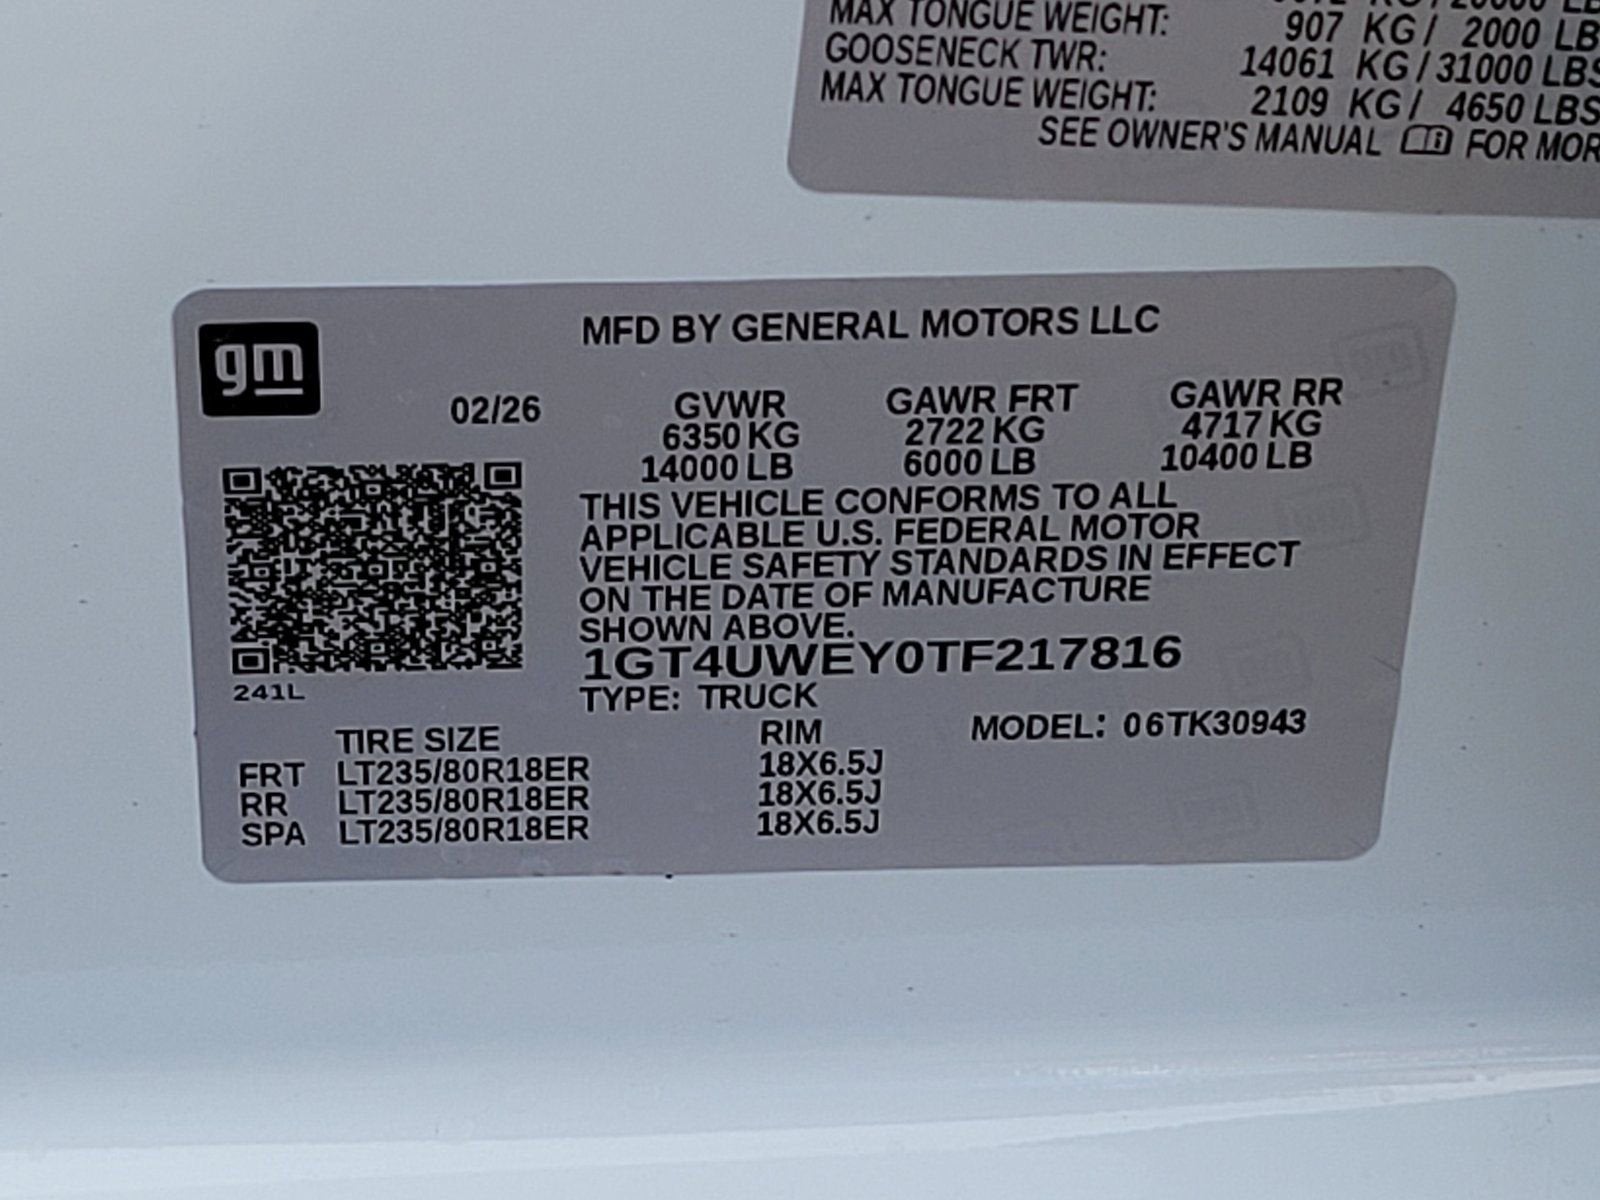 MAX TONGUE WEIGHT: 907 KG / 2000 LB
GOOSENECK TWR: 14061 KG / 31000 LBS
MAX TONGUE WEIGHT: 2109 KG / 4650 LBS
SEE OWNER'S MANUAL FOR MOR
gm
MFD BY GENERAL MOTORS LLC
02/26 GVWR GAWR FRT GAWR RR
6350 KG 2722 KG 4717 KG
14000 LB 6000 LB 10400 LB
THIS VEHICLE CONFORMS TO ALL
APPLICABLE U.S. FEDERAL MOTOR
VEHICLE SAFETY STANDARDS IN EFFECT
ON THE DATE OF MANUFACTURE
SHOWN ABOVE.
1GT4UWEY0TF217816
241L
TYPE: TRUCK
MODEL: 06TK30943
TIRE SIZE RIM
FRT LT235/80R18ER 18X6.5J
RR LT235/80R18ER 18X6.5J
SPA LT235/80R18ER 18X6.5J